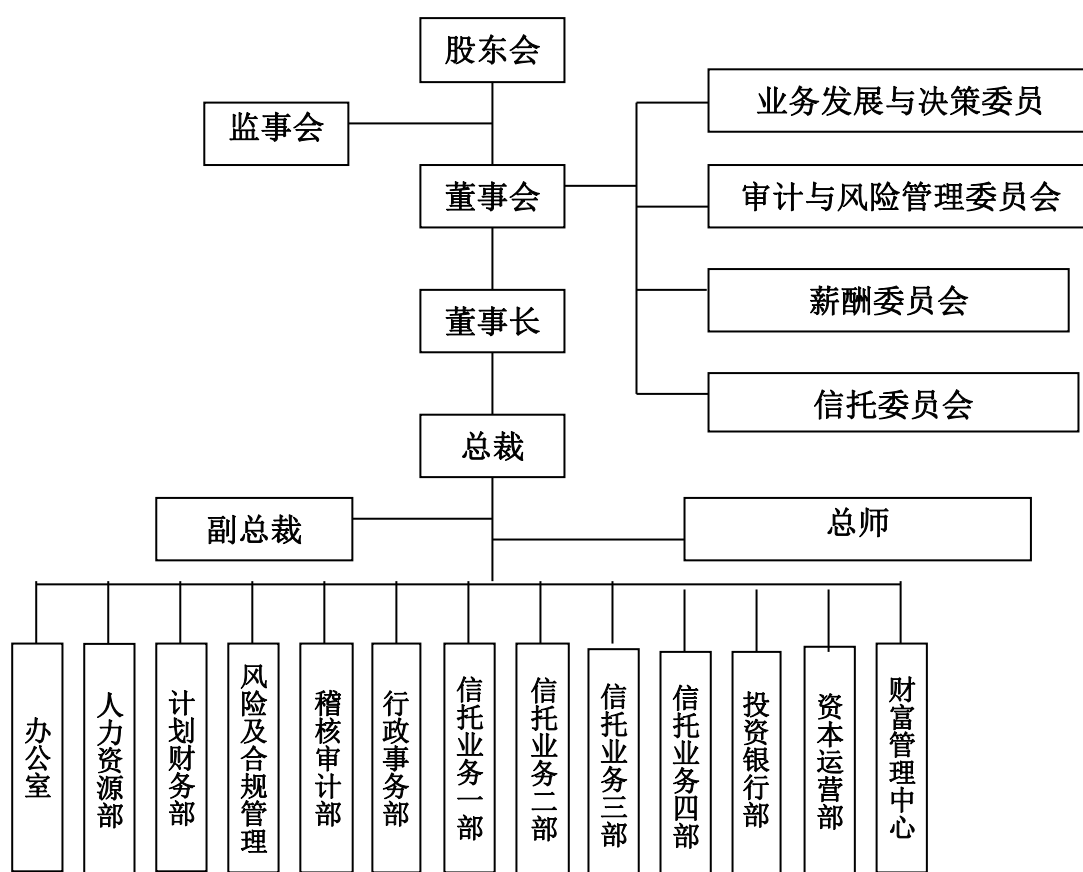 股东会
监事会
业务发展与决策委员
董事会
审计与风险管理委员会
董事长
薪酬委员会
信托委员会
总裁
副总裁
总师
办公室
人力资源部
计划财务部
风险及合规管理
稽核审计部
行政事务部
信托业务一部
信托业务二部
信托业务三部
信托业务四部
投资银行部
资本运营部
财富管理中心